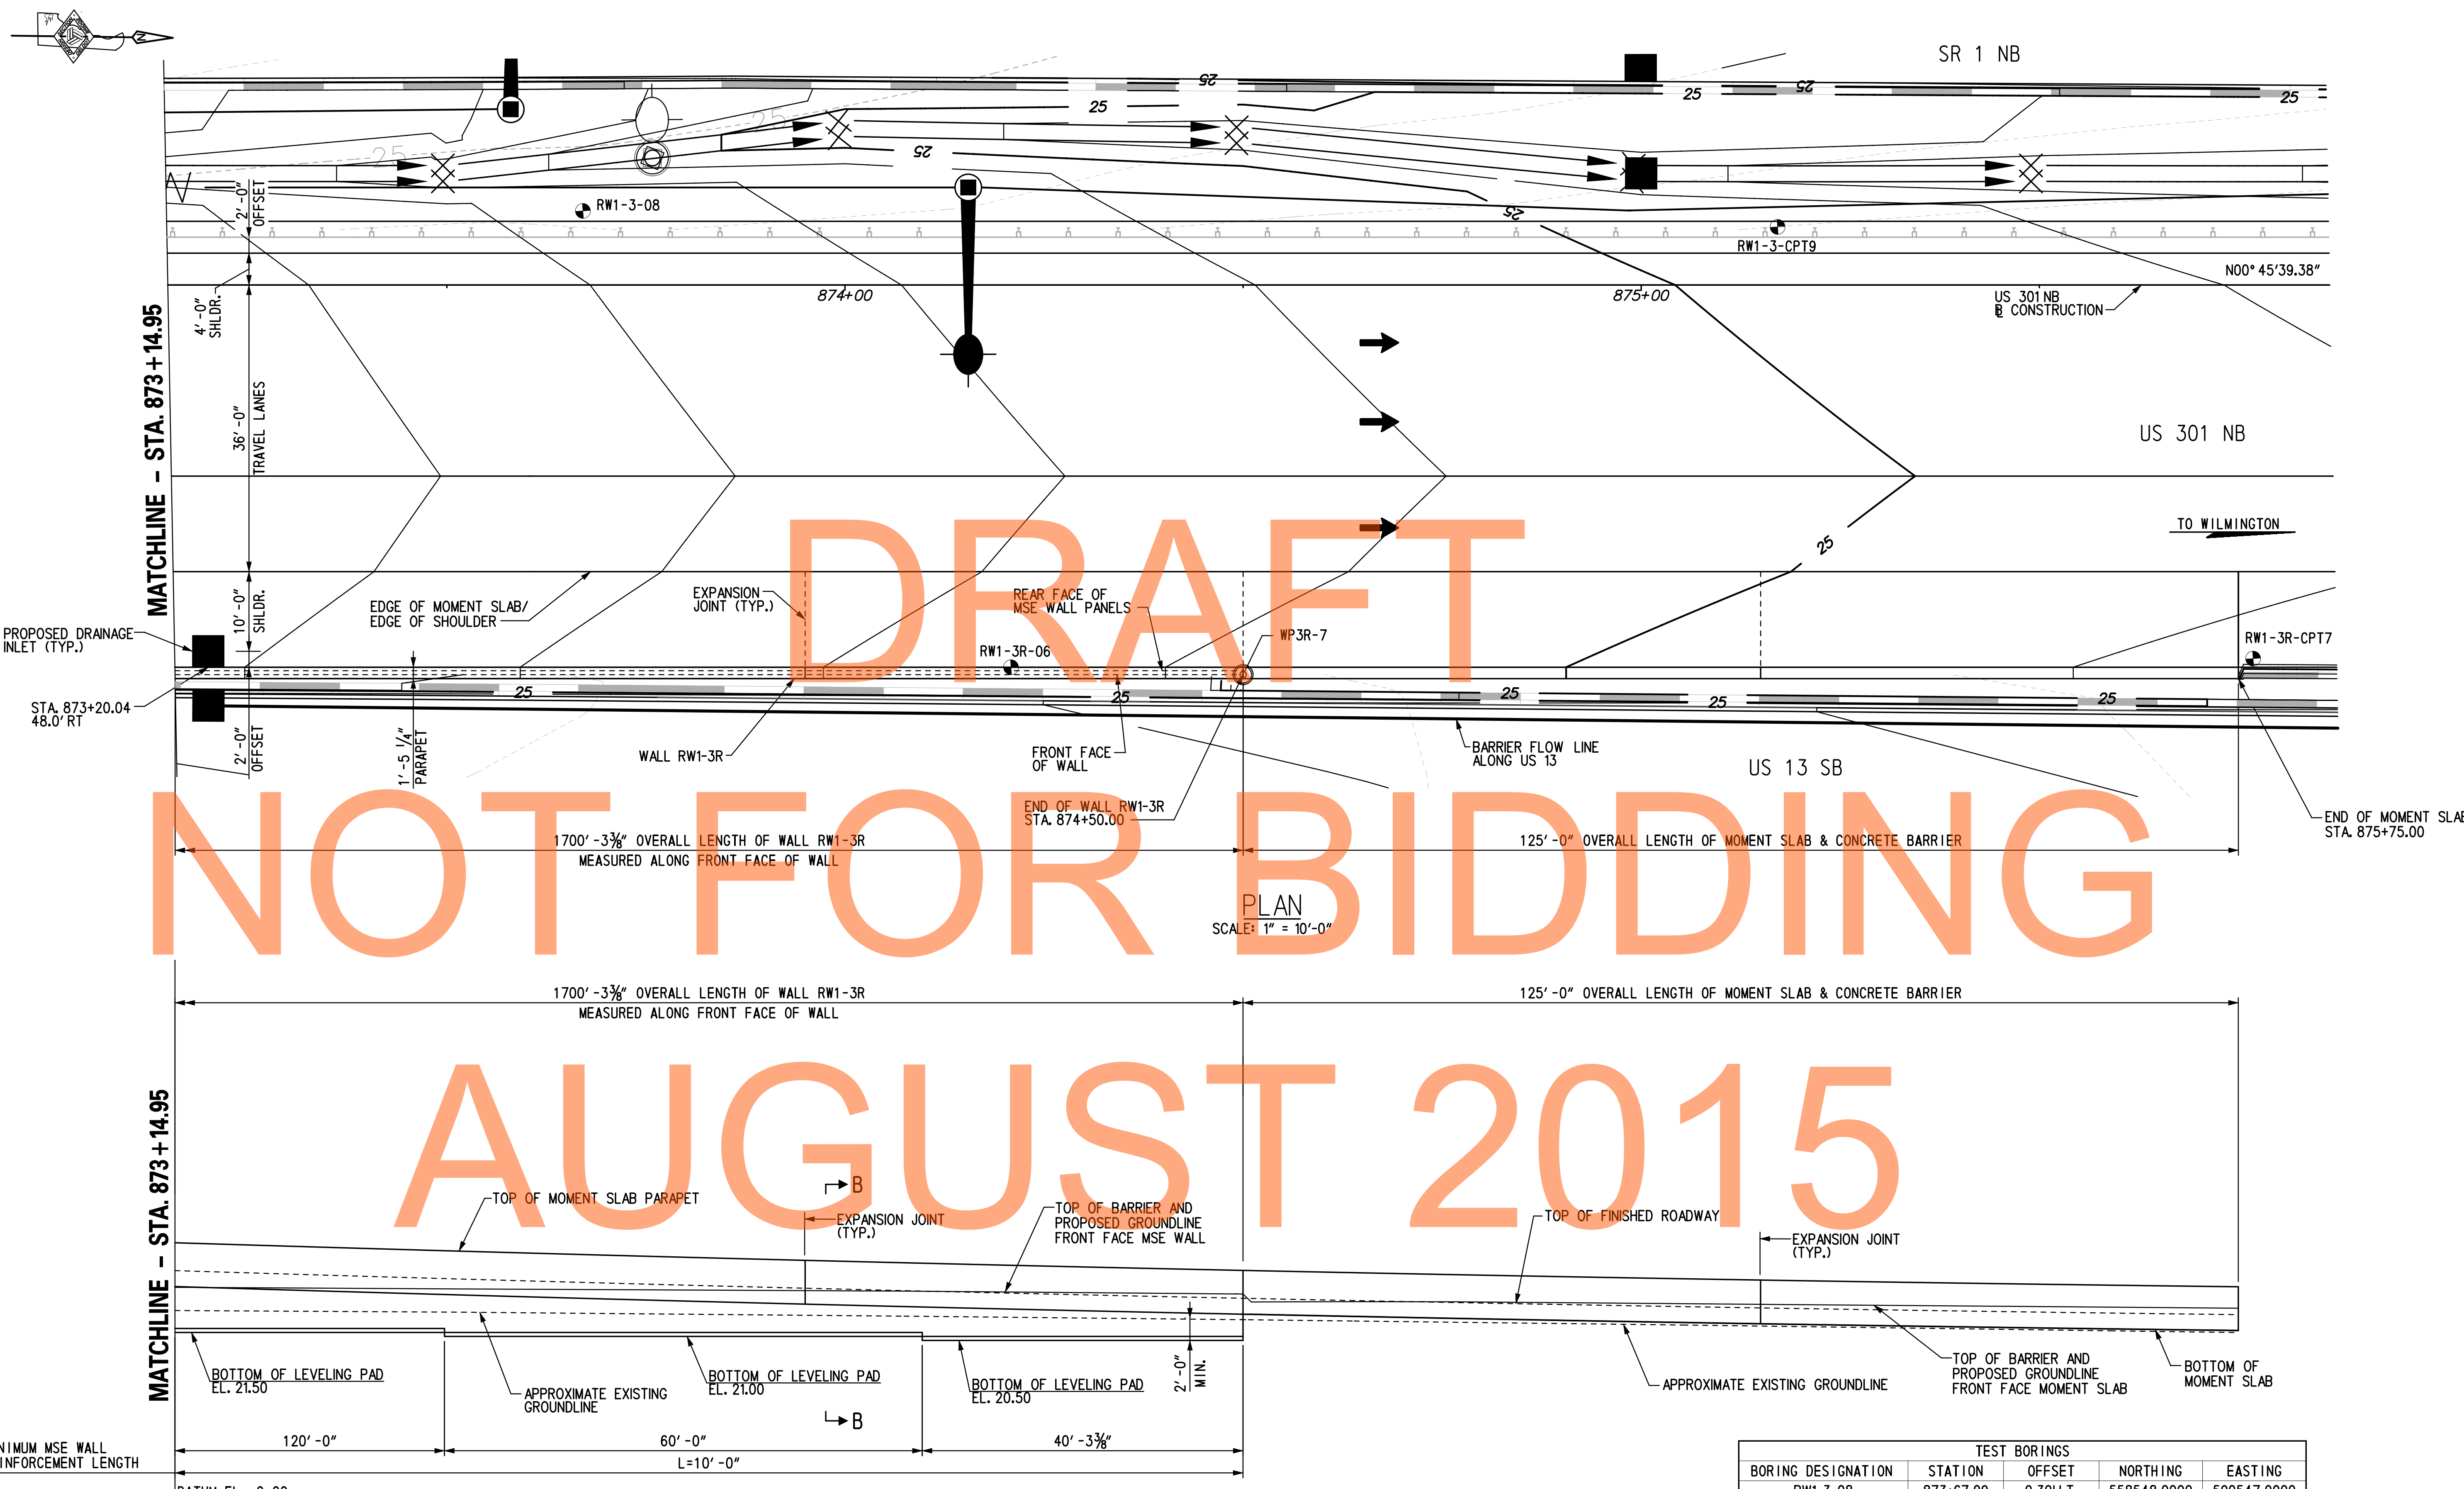 SR 1 NB
25
25
25
25
25
25
25
25
25
2'-0"
OFFSET
RW1-3-08
25
RW1-3-CPT9
N00° 45'39.38"
4'-0"
SHLDR.
874+00
875+00
US 301 NB
CONSTRUCTION
MATCHLINE - STA. 873+14.95
36'-0"
TRAVEL LANES
US 301 NB
TO WILMINGTON
DRAFT
25
10'-0"
SHLDR.
EDGE OF MOMENT SLAB/
EDGE OF SHOULDER
EXPANSION
JOINT (TYP.)
REAR FACE OF
MSE WALL PANELS
PROPOSED DRAINAGE
INLET (TYP.)
WP3R-7
RW1-3R-06
RW1-3R-CPT7
25
25
25
25
25
STA. 873+20.04
48.0' RT
2'-0"
OFFSET
1'-5 1/4"
PARAPET
WALL RW1-3R
FRONT FACE
OF WALL
BARRIER FLOW LINE
ALONG US 13
US 13 SB
END OF WALL RW1-3R
STA. 874+50.00
END OF MOMENT SLAB
STA. 875+75.00
1700'-3⅜" OVERALL LENGTH OF WALL RW1-3R
MEASURED ALONG FRONT FACE OF WALL
125'-0" OVERALL LENGTH OF MOMENT SLAB & CONCRETE BARRIER
NOT FOR BIDDING
PLAN
SCALE: 1" = 10'-0"
1700'-3⅜" OVERALL LENGTH OF WALL RW1-3R
MEASURED ALONG FRONT FACE OF WALL
125'-0" OVERALL LENGTH OF MOMENT SLAB & CONCRETE BARRIER
AUGUST 2015
MATCHLINE - STA. 873+14.95
B
TOP OF MOMENT SLAB PARAPET
EXPANSION JOINT
(TYP.)
TOP OF BARRIER AND
PROPOSED GROUNDLINE
FRONT FACE MSE WALL
TOP OF FINISHED ROADWAY
EXPANSION JOINT
(TYP.)
BOTTOM OF LEVELING PAD
EL. 21.50
APPROXIMATE EXISTING
GROUNDLINE
BOTTOM OF LEVELING PAD
EL. 21.00
BOTTOM OF LEVELING PAD
EL. 20.50
2'-0"
MIN.
APPROXIMATE EXISTING GROUNDLINE
TOP OF BARRIER AND
PROPOSED GROUNDLINE
FRONT FACE MOMENT SLAB
BOTTOM OF
MOMENT SLAB
B
NIMUM MSE WALL
INFORCEMENT LENGTH
120'-0"
60'-0"
40'-3⅜"
L=10'-0"
TEST BORINGS
BORING DESIGNATION STATION OFFSET NORTHING EASTING